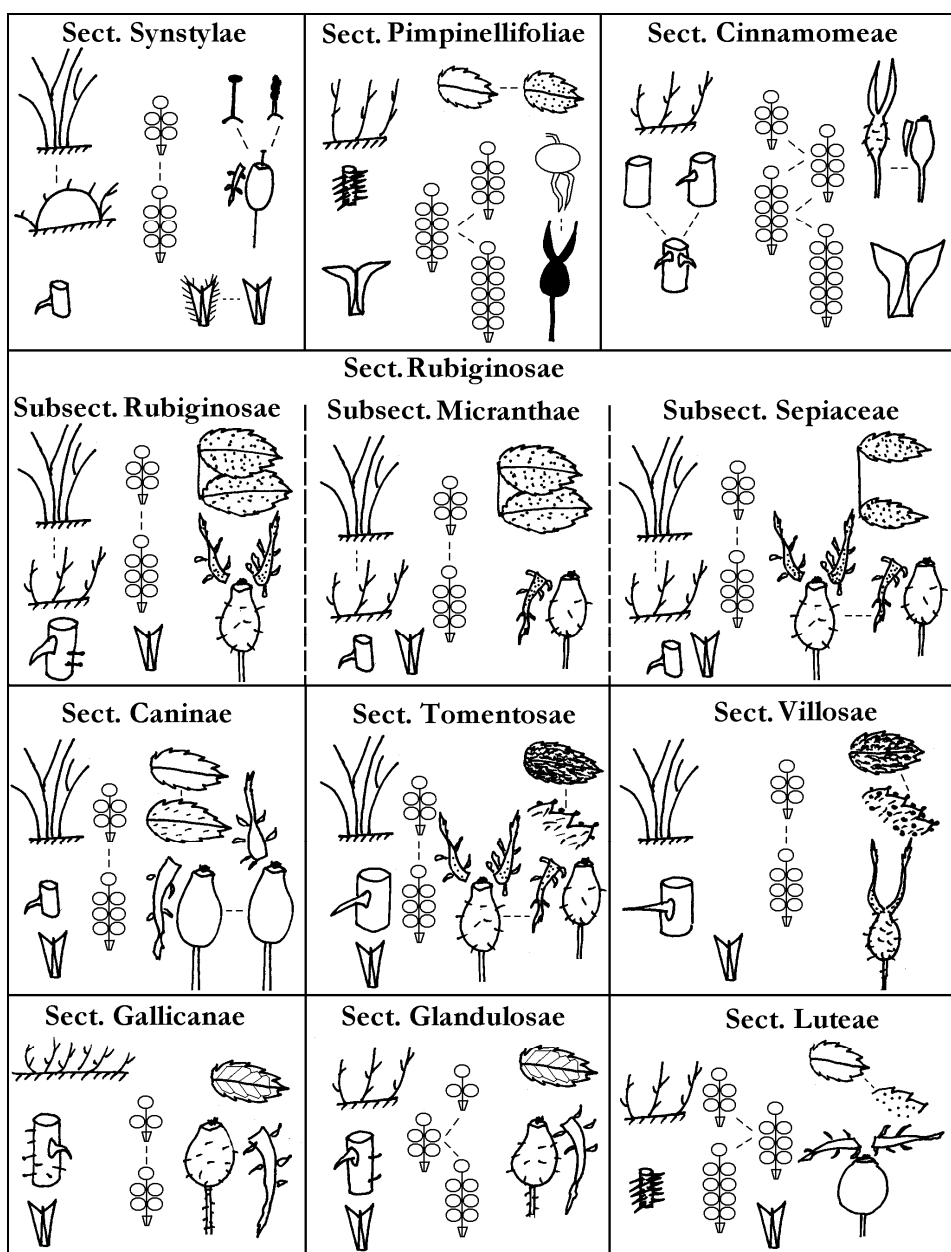 Sect. Synstylae
Sect. Pimpinellifoliae
Sect. Cinnamomeae
Sect. Rubiginosae
Subsect. Rubiginosae
Subsect. Micranthae
Subsect. Sepiaceae
Sect. Caninae
Sect. Tomentosae
Sect. Villosae
Sect. Gallicanae
Sect. Glandulosae
Sect. Luteae